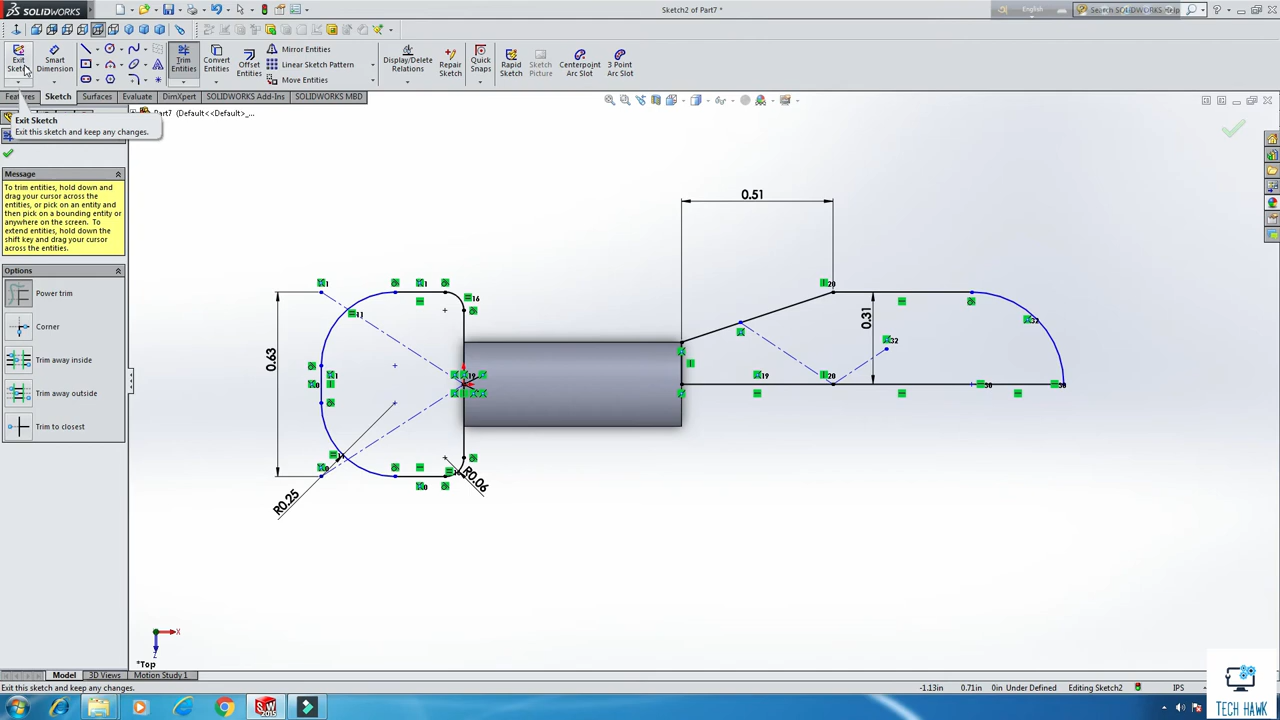 SOLIDWORKS
Sketch2 of Part7 *
English
Search SOLIDWORKS Help
Exit Sketch
Smart Dimension
Trim Entities
Convert Entities
Offset Entities
Mirror Entities
Linear Sketch Pattern
Move Entities
Display/Delete Relations
Repair Sketch
Quick Snaps
Rapid Sketch
Sketch Picture
Centerpoint Arc Slot
3 Point Arc Slot
Features
Sketch
Surfaces
Evaluate
DimXpert
SOLIDWORKS Add-Ins
SOLIDWORKS MBD
Part7 (Default<<Default>_...
Exit Sketch
Exit this sketch and keep any changes.
Message
To trim entities, hold down and
drag your cursor across the
entities, or pick on an entity and
then pick on a bounding entity or
anywhere on the screen. To
extend entities, hold down the
shift key and drag your cursor
across the entities.
Options
Power trim
Corner
Trim away inside
Trim away outside
Trim to closest
0.51
0.63
0.31
R0.25
R0.06
X
Z
*Top
Model
3D Views
Motion Study 1
Exit this sketch and keep any changes.
-1.13in
0.71in
0in
Under Defined
Editing Sketch2
IPS
SW
2015
TECH HAWK